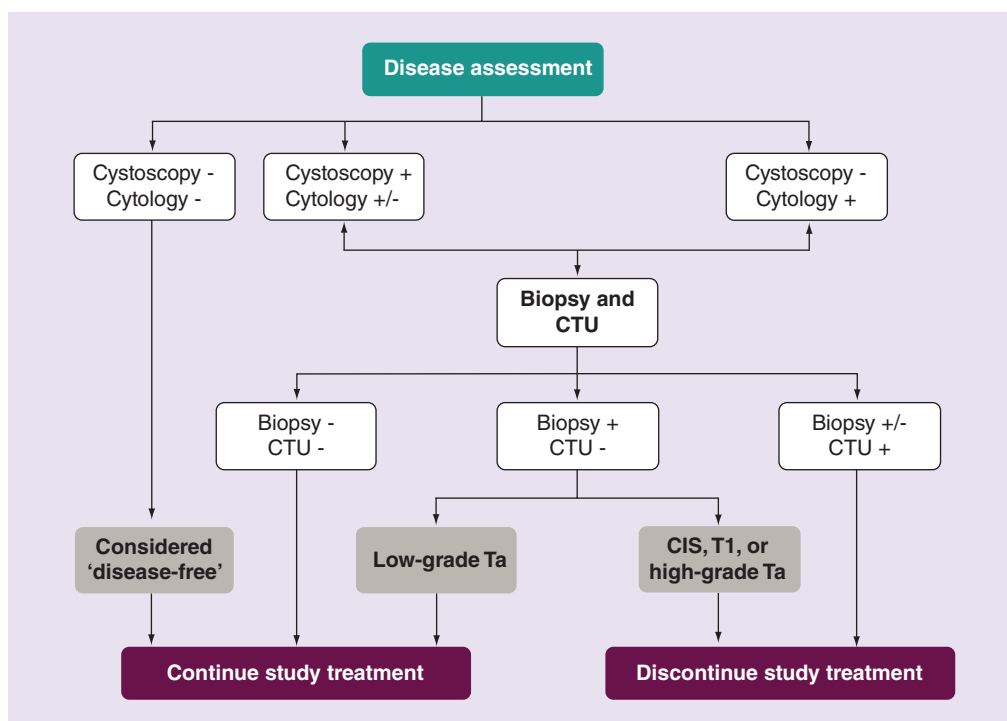 Disease assessment
Cystoscopy -
Cytology -
Cystoscopy +
Cytology +/-
Cystoscopy -
Cytology +
Biopsy and
CTU
Biopsy -
CTU -
Biopsy +
CTU -
Biopsy +/-
CTU +
Considered
‘disease-free’
Low-grade Ta
CIS, T1, or
high-grade Ta
Continue study treatment
Discontinue study treatment